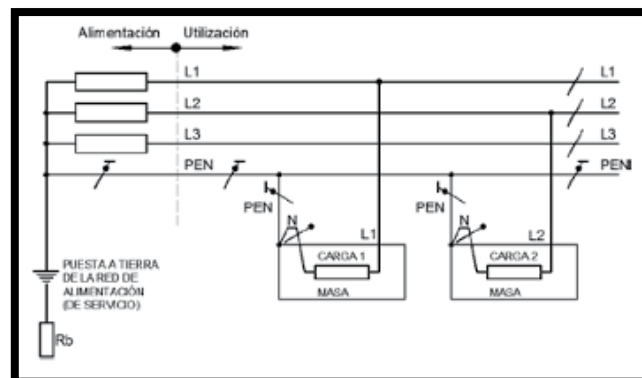 Alimentación Utilización
L1 L1
L2 L2
L3 L3
PEN PEN
PEN PEN
N L1 N L2
CARGA 1 CARGA 2
MASA MASA
PUESTA A TIERRA
DE LA RED DE
ALIMENTACIÓN
(DE SERVICIO)
Rb